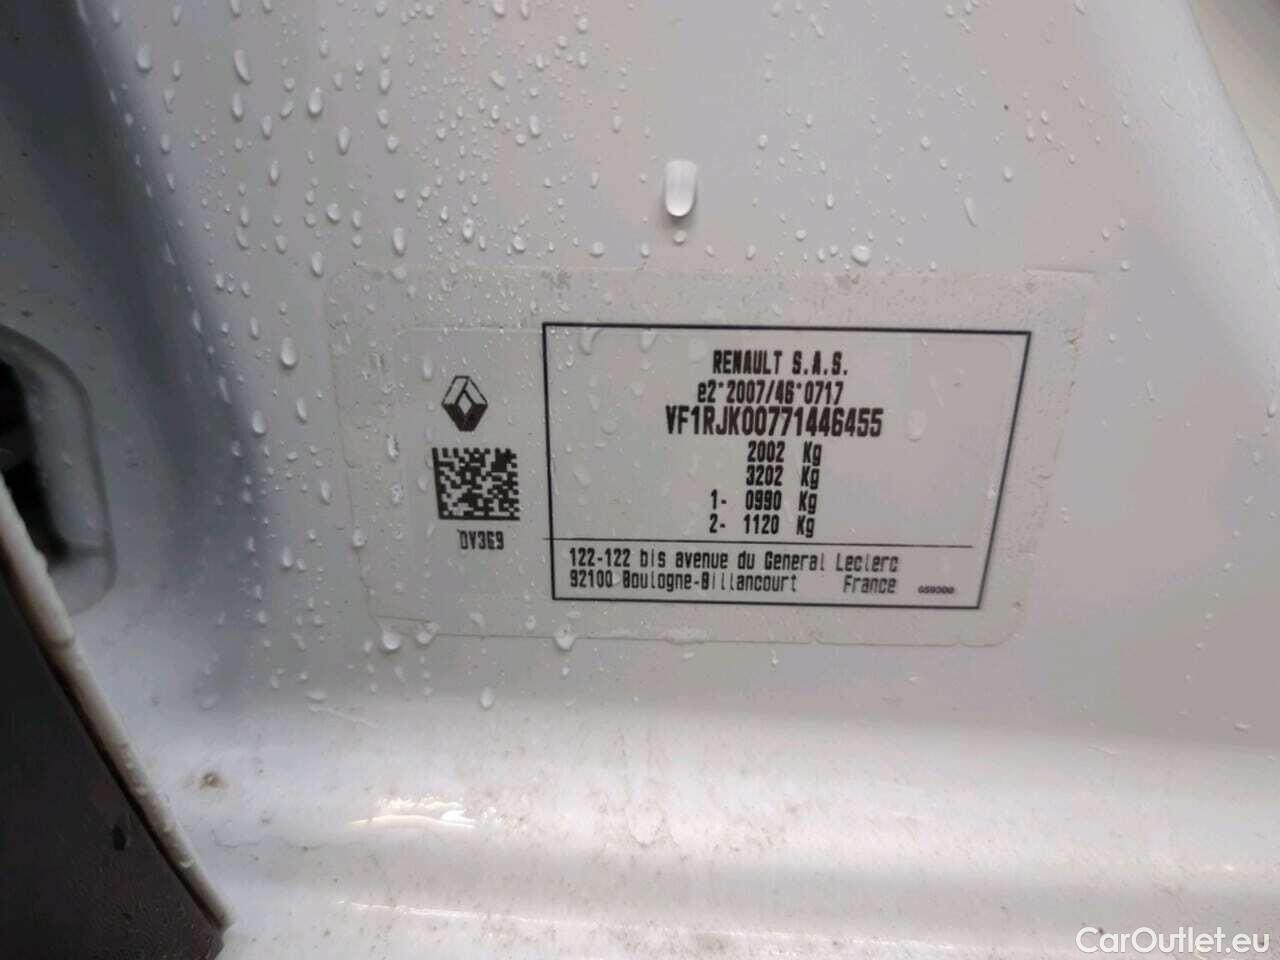 RENAULT S.A.S.
e2*2007/46*0717
VF1RJK00771446455
2002 Kg
3202 Kg
1- 0990 Kg
2- 1120 Kg
DV369
122-122 bis avenue du General Leclerc
92100 Boulogne-Billancourt France
CarOutlet.eu